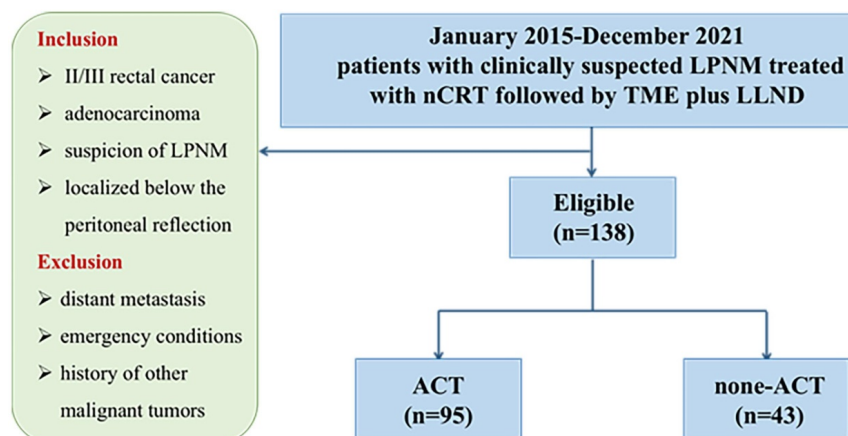 Inclusion
➢ II/III rectal cancer
➢ adenocarcinoma
➢ suspicion of LPNM
➢ localized below the
peritoneal reflection
Exclusion
➢ distant metastasis
➢ emergency conditions
➢ history of other
malignant tumors
January 2015-December 2021
patients with clinically suspected LPNM treated
with nCRT followed by TME plus LLND
Eligible
(n=138)
ACT
(n=95)
none-ACT
(n=43)